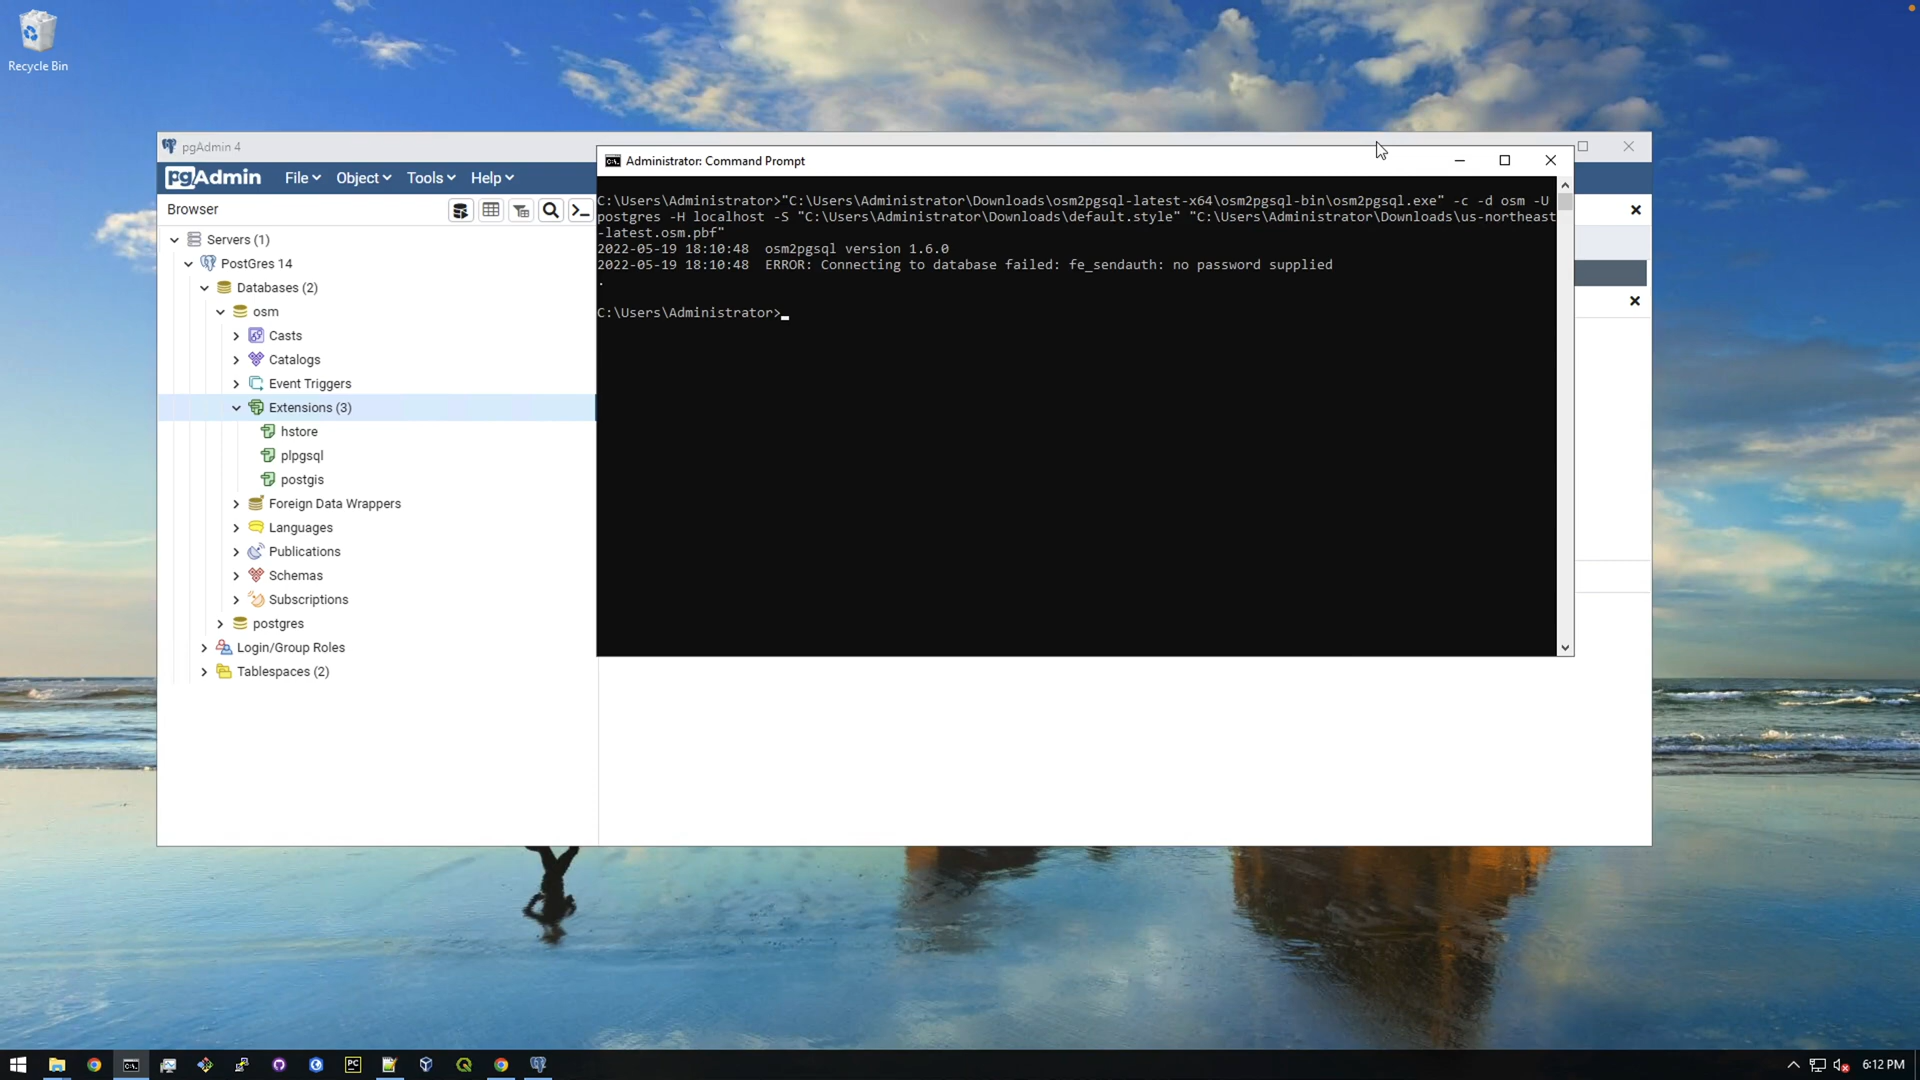 Recycle Bin
pgAdmin 4
pgAdmin
File
Object
Tools
Help
Browser
Servers (1)
PostGres 14
Databases (2)
osm
Casts
Catalogs
Event Triggers
Extensions (3)
hstore
plpgsql
postgis
Foreign Data Wrappers
Languages
Publications
Schemas
Subscriptions
postgres
Login/Group Roles
Tablespaces (2)
Administrator: Command Prompt
C:\Users\Administrator>"C:\Users\Administrator\Downloads\osm2pgsql-latest-x64\osm2pgsql-bin\osm2pgsql.exe" -c -d osm -U
postgres -H localhost -S "C:\Users\Administrator\Downloads\default.style" "C:\Users\Administrator\Downloads\us-northeast
-latest.osm.pbf"
2022-05-19 18:10:48  osm2pgsql version 1.6.0
2022-05-19 18:10:48  ERROR: Connecting to database failed: fe_sendauth: no password supplied
.
C:\Users\Administrator>_
PC
6:12 PM